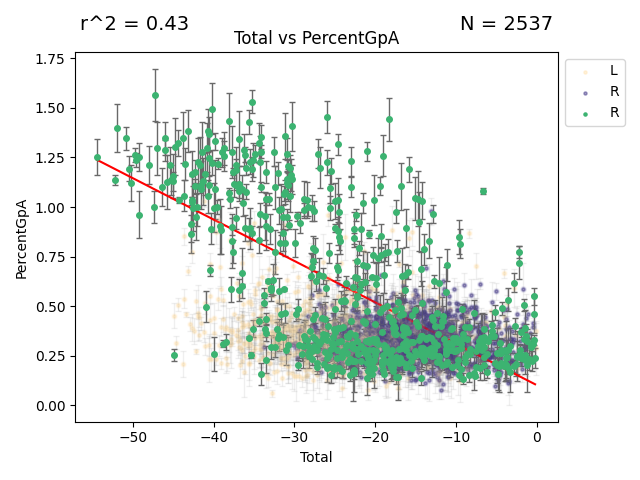 r^2 = 0.43
N = 2537
Total vs PercentGpA
1.75
1.50
1.25
1.00
0.75
0.50
0.25
0.00
PercentGpA
−50
−40
−30
−20
−10
0
Total
L
R
R